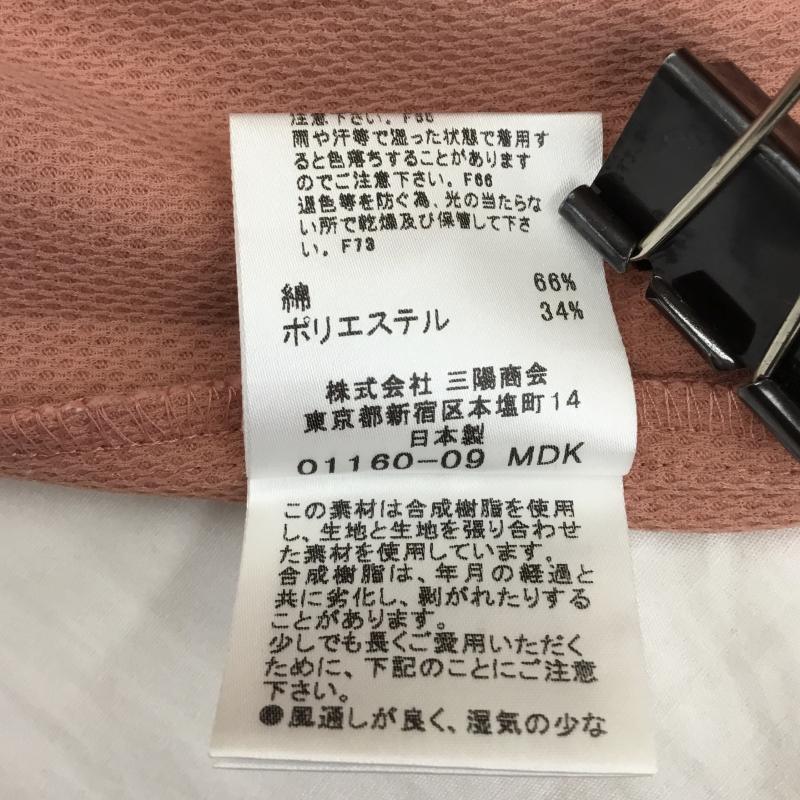 注意下さい。F66
雨や汗等で湿った状態で着用す
ると色落ちすることがあります
のでご注意下さい。F66
退色等を防ぐ為、光の当たらな
い所で乾燥及び保管して下さ
い。F73
綿 66%
ポリエステル 34%
株式会社 三陽商会
東京都新宿区本塩町14
日本製
01160-09 MDK
この素材は合成樹脂を使用
し、生地と生地を張り合わせ
た素材を使用しています。
合成樹脂は、年月の経過と
共に劣化し、剥がれたりする
ことがあります。
少しでも長くご愛用いただく
ために、下記のことにご注意
下さい。
●風通しが良く、湿気の少な